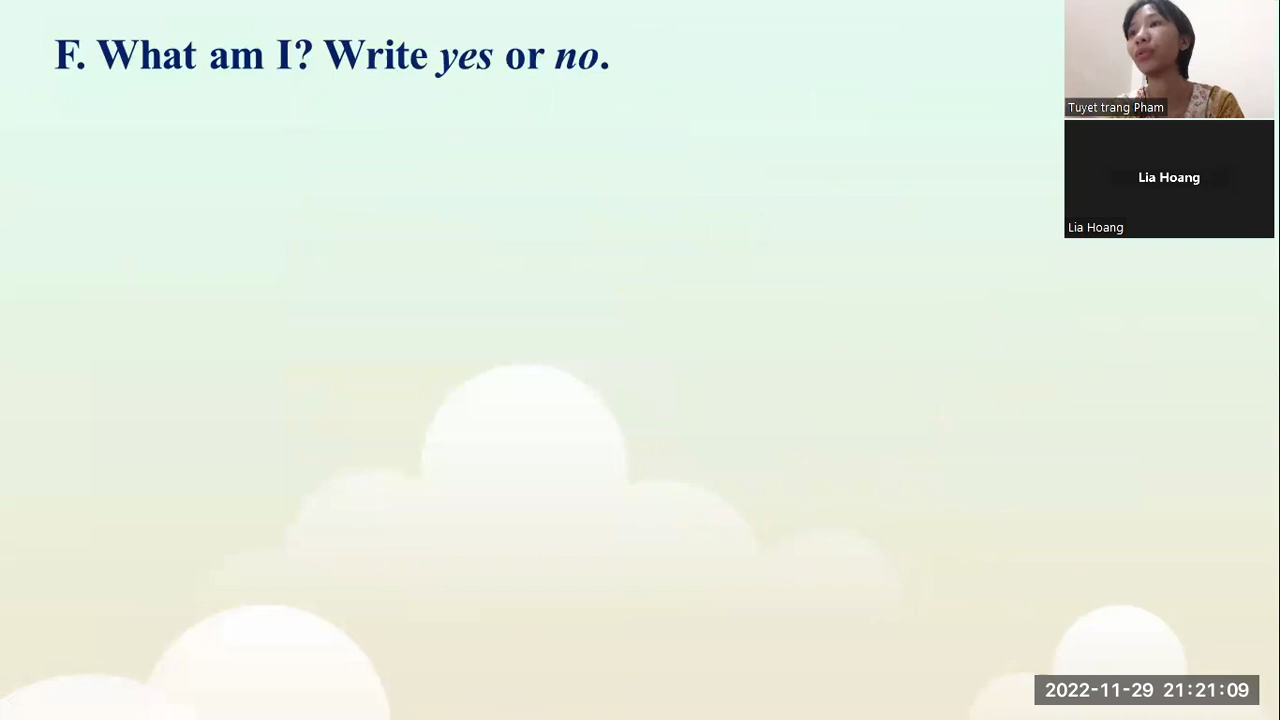 F. What am I? Write yes or no.
Tuyet trang Pham
Lia Hoang
Lia Hoang
2022-11-29 21:21:09